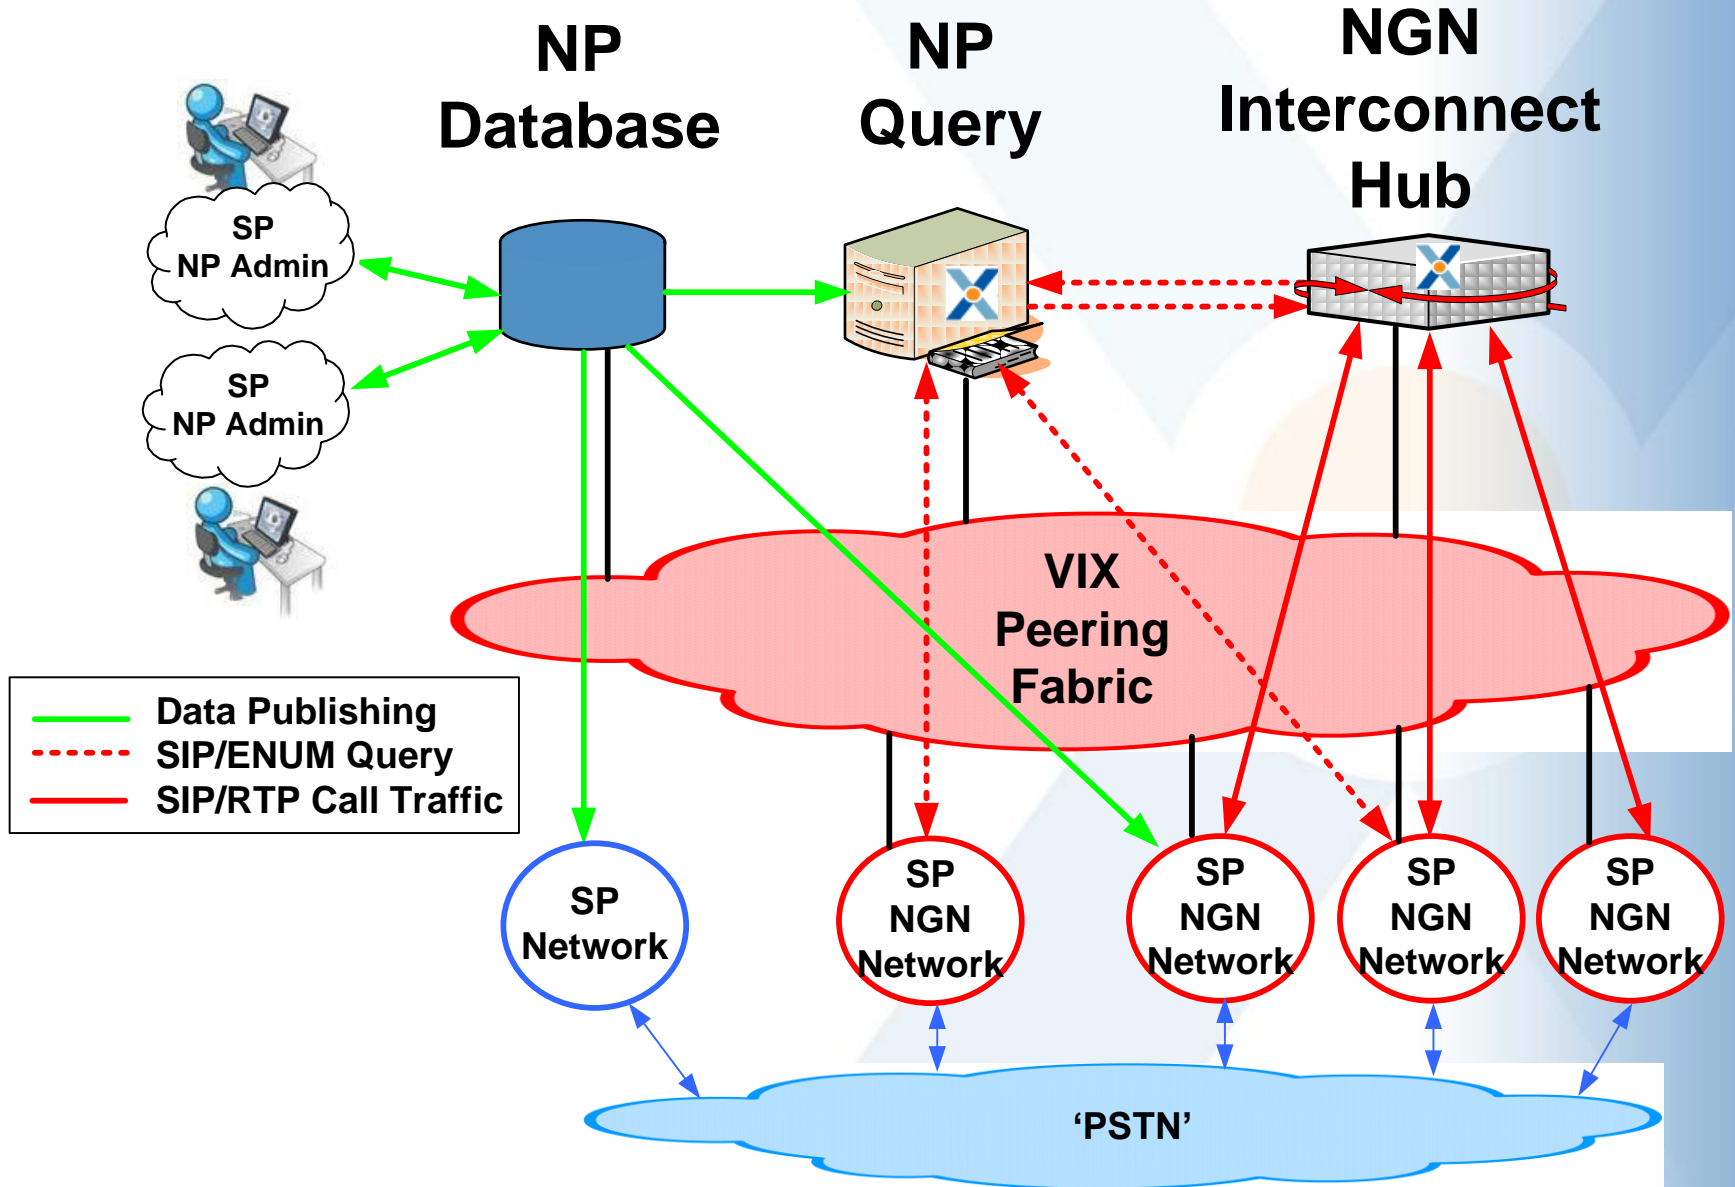 NP
Database
NP
Query
NGN
Interconnect
Hub
SP
NP Admin
SP
NP Admin
VIX
Peering
Fabric
Data Publishing
SIP/ENUM Query
SIP/RTP Call Traffic
SP
Network
SP
NGN
Network
SP
NGN
Network
SP
NGN
Network
SP
NGN
Network
‘PSTN’